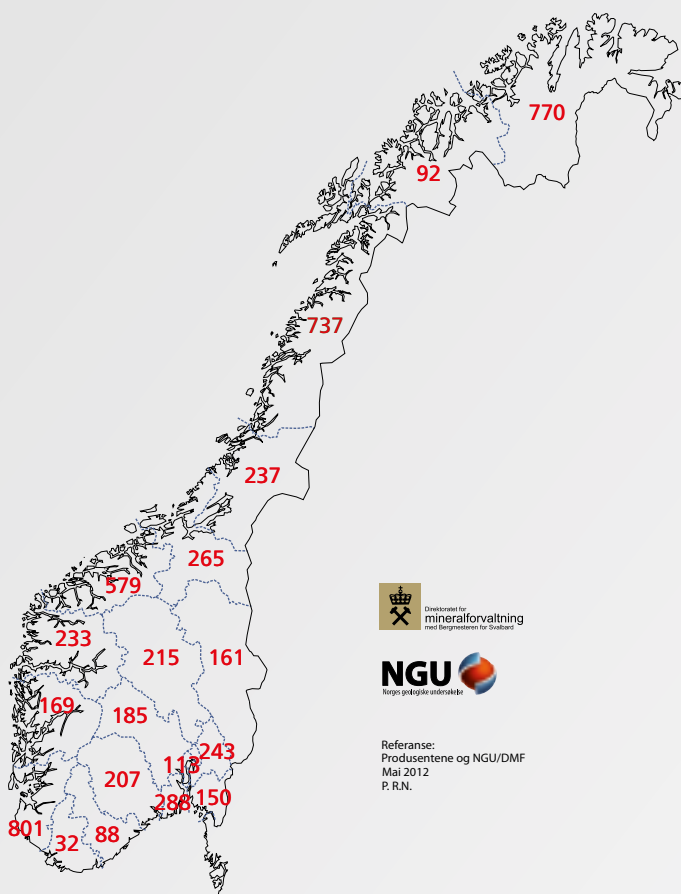 770
92
737
237
265
579
233
215
161
169
185
243
113
207
288
150
801
88
32
Direktoratet for
mineralforvaltning
med Bergmesteren for Svalbard
NGU
Norges geologiske undersøkelse
Referanse:
Produsentene og NGU/DMF
Mai 2012
P. R.N.